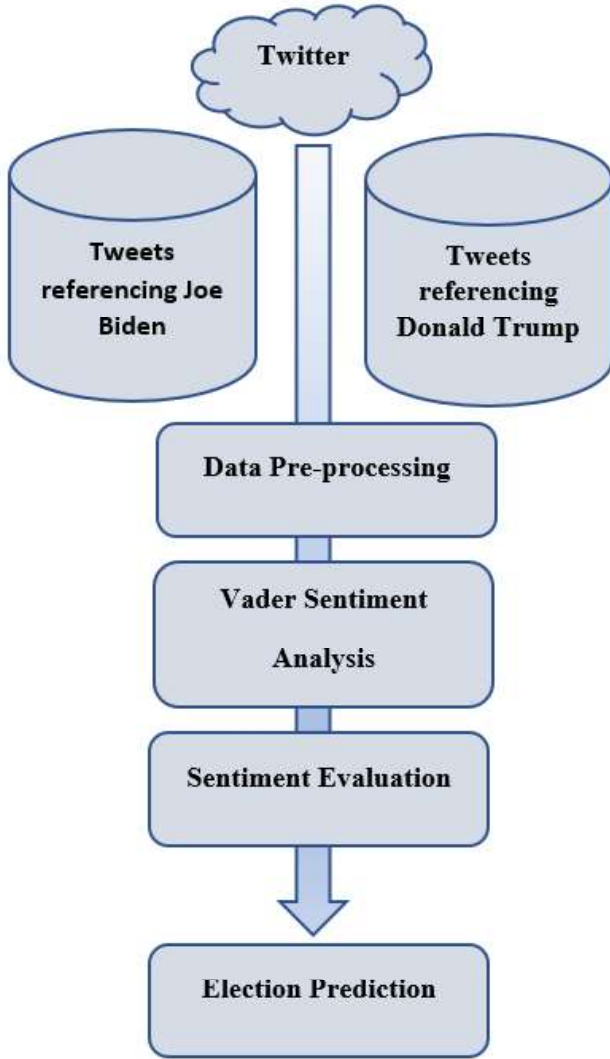 Twitter
Tweets
referencing Joe
Biden
Tweets
referencing
Donald Trump
Data Pre-processing
Vader Sentiment
Analysis
Sentiment Evaluation
Election Prediction